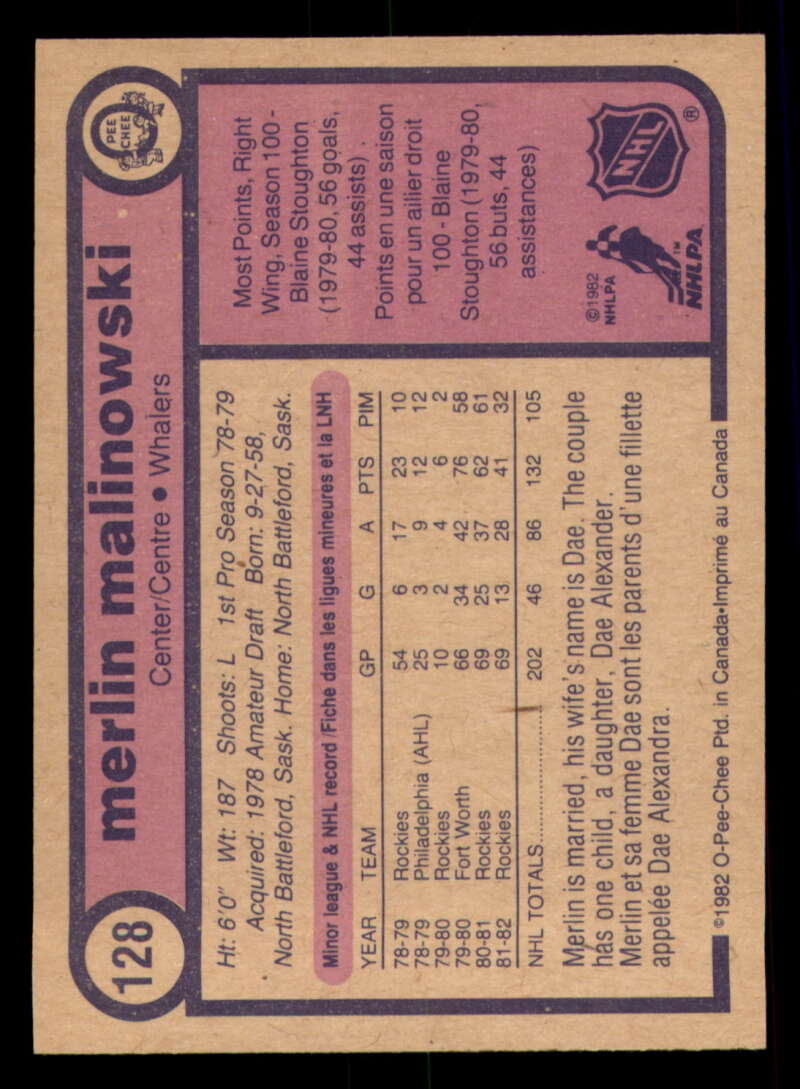 128
merlin malinowski
Center/Centre • Whalers
O PEE CHEE
Ht: 6'0" Wt: 187 Shoots: L 1st Pro Season 78-79
Acquired: 1978 Amateur Draft Born: 9-27-58,
North Battleford, Sask. Home: North Battleford, Sask.
Minor league & NHL record/Fiche dans les ligues mineures et la LNH
YEAR TEAM GP G A PTS PIM
78-79 Rockies 54 6 17 23 10
78-79 Philadelphia (AHL) 25 3 9 12 12
79-80 Rockies 10 2 4 6 2
79-80 Fort Worth 66 34 42 76 58
80-81 Rockies 69 25 37 62 61
81-82 Rockies 69 13 28 41 32
NHL TOTALS 202 46 86 132 105
Merlin is married, his wife's name is Dae. The couple
has one child, a daughter, Dae Alexander.
Merlin et sa femme Dae sont les parents d'une fillette
appelée Dae Alexandra.
Most Points, Right
Wing, Season 100 -
Blaine Stoughton
(1979-80, 56 goals,
44 assists)
Points en une saison
pour un ailier droit
100 - Blaine
Stoughton (1979-80,
56 buts, 44
assistances)
©1982
NHLPA
NHLPA™
NHL®
©1982 O-Pee-Chee Ptd. in Canada•Imprimé au Canada